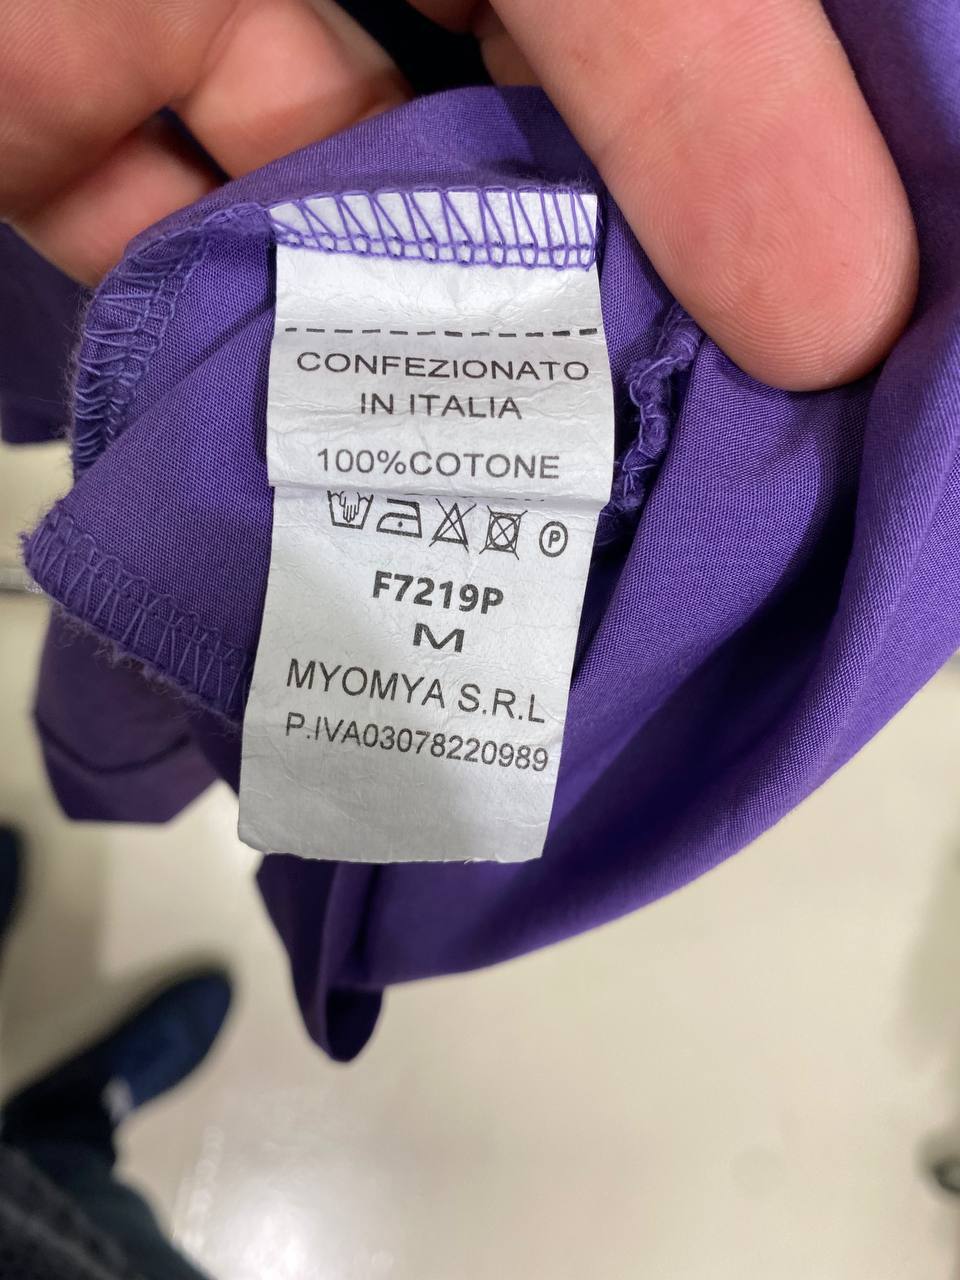 CONFEZIONATO
IN ITALIA
100%COTONE
P
F7219P
M
MYOMYA S.R.L
P.IVA03078220989